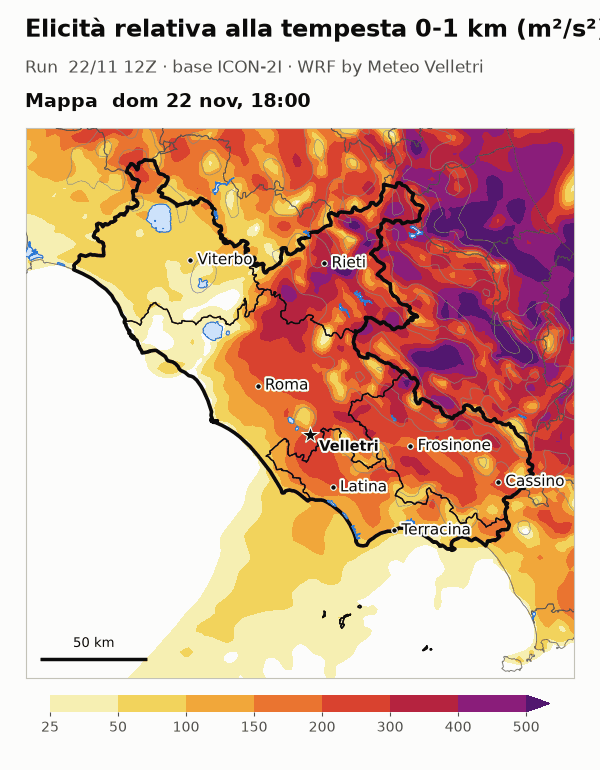 Elicità relativa alla tempesta 0-1 km (m²/s²)
Run 22/11 12Z · base ICON-2I · WRF by Meteo Velletri
Mappa dom 22 nov, 18:00
Viterbo
Rieti
Roma
Velletri
Frosinone
Cassino
Latina
Terracina
50 km
25 50 100 150 200 300 400 500